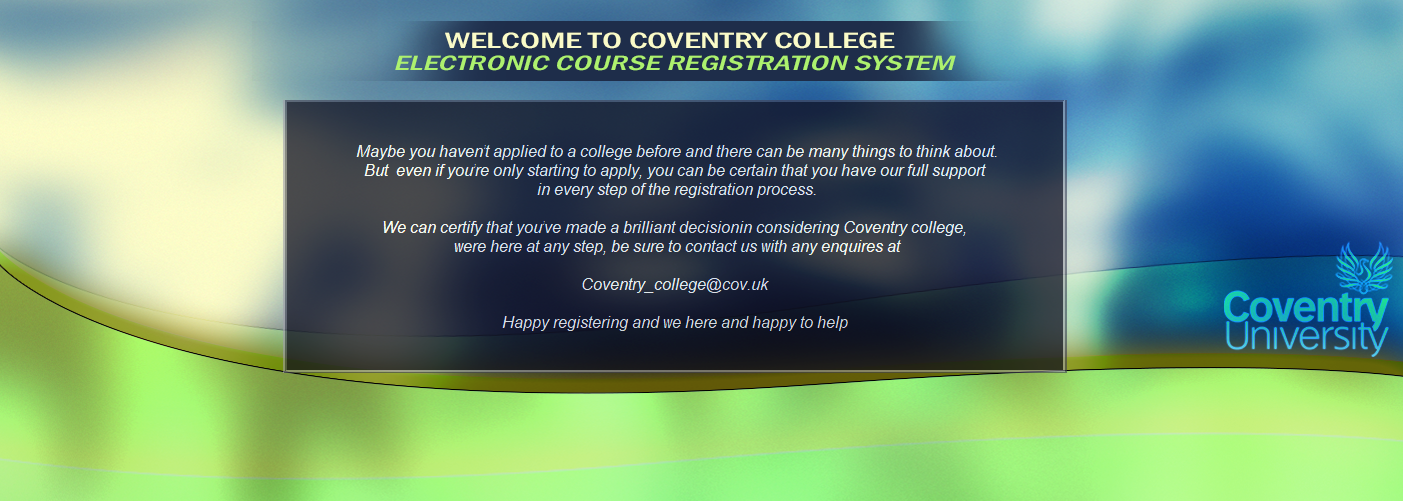 WELCOME TO COVENTRY COLLEGE
ELECTRONIC COURSE REGISTRATION SYSTEM
Maybe you haven't applied to a college before and there can be many things to think about.
But even if you're only starting to apply, you can be certain that you have our full support
in every step of the registration process.
We can certify that you've made a brilliant decisionin considering Coventry college,
were here at any step, be sure to contact us with any enquires at
Coventry_college@cov.uk
Happy registering and we here and happy to help
Coventry
University